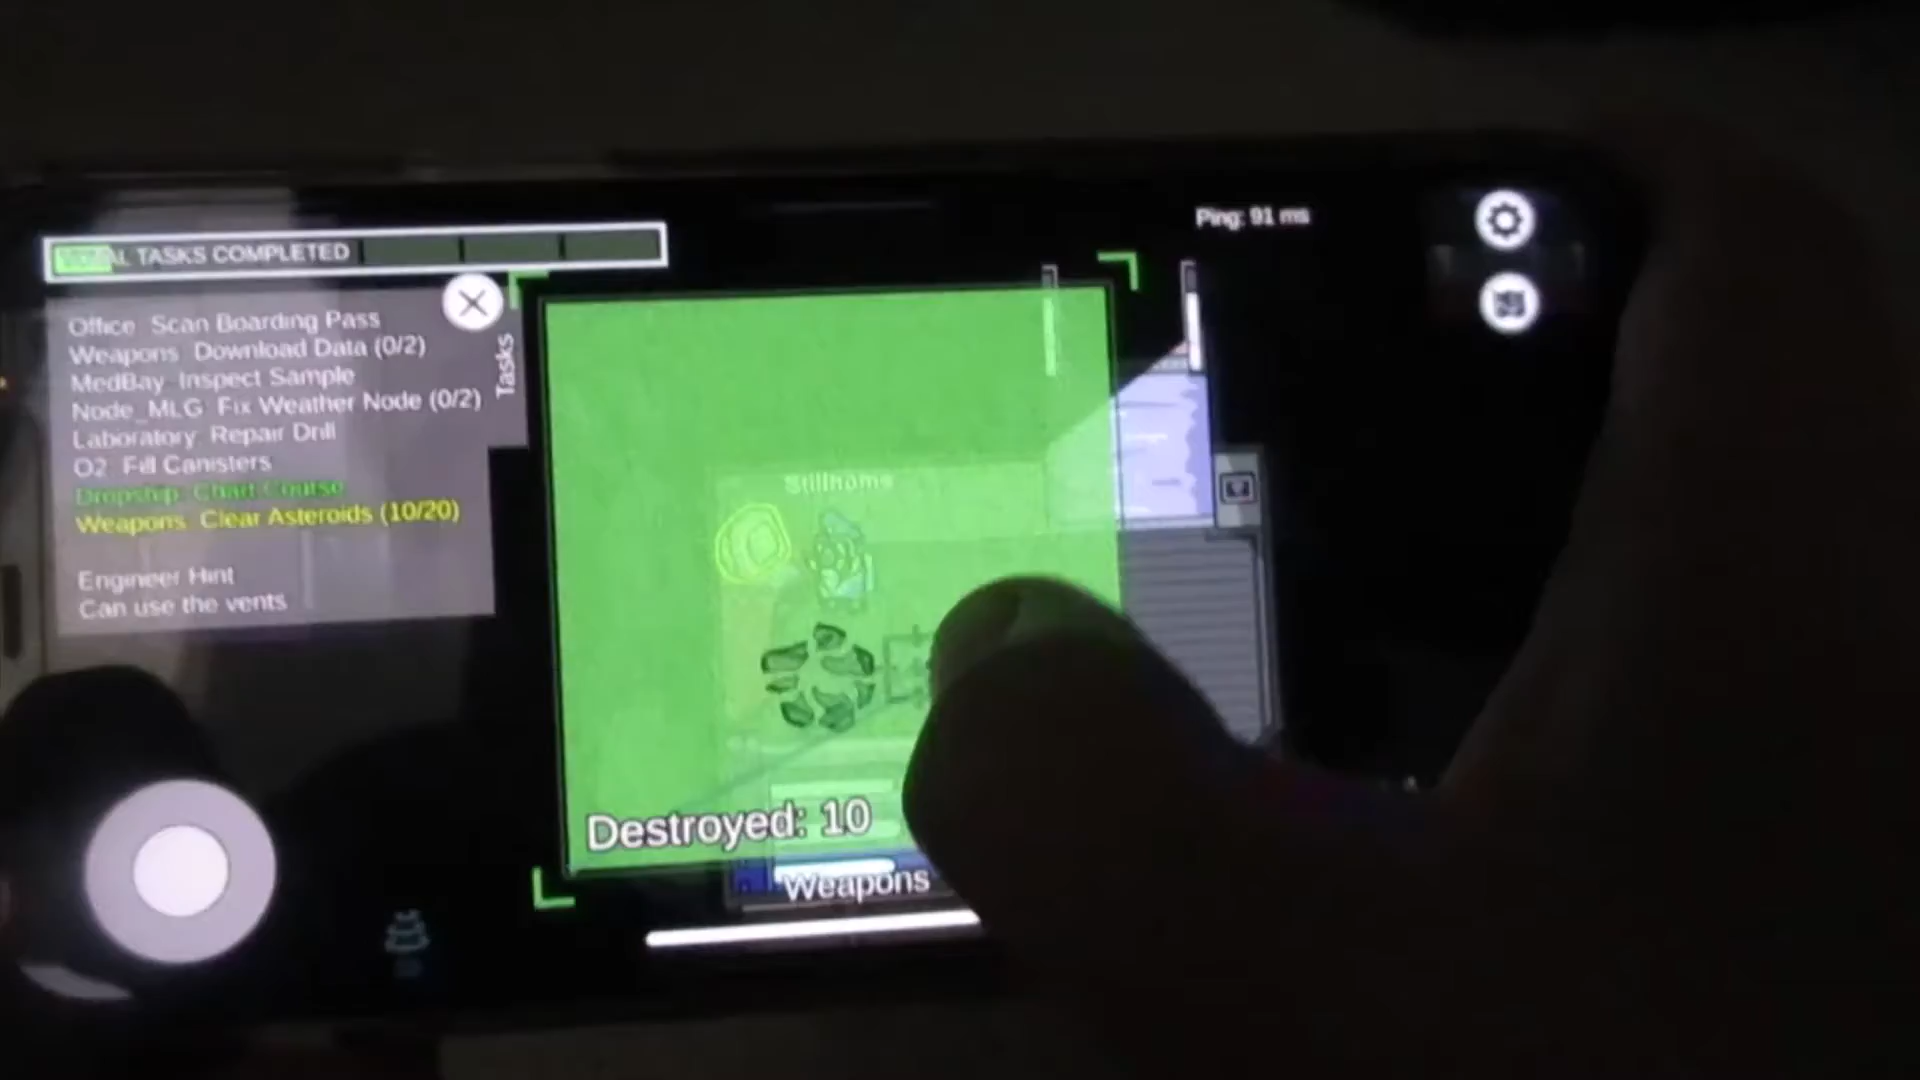 TOTAL TASKS COMPLETED
Ping: 91 ms
Office: Scan Boarding Pass
Weapons: Download Data (0/2)
MedBay: Inspect Sample
Node_MLG: Fix Weather Node (0/2)
Laboratory: Repair Drill
O2: Fill Canisters
Dropship: Chart Course
Weapons: Clear Asteroids (10/20)
Engineer Hint
Can use the vents
Tasks
Destroyed: 10
Weapons